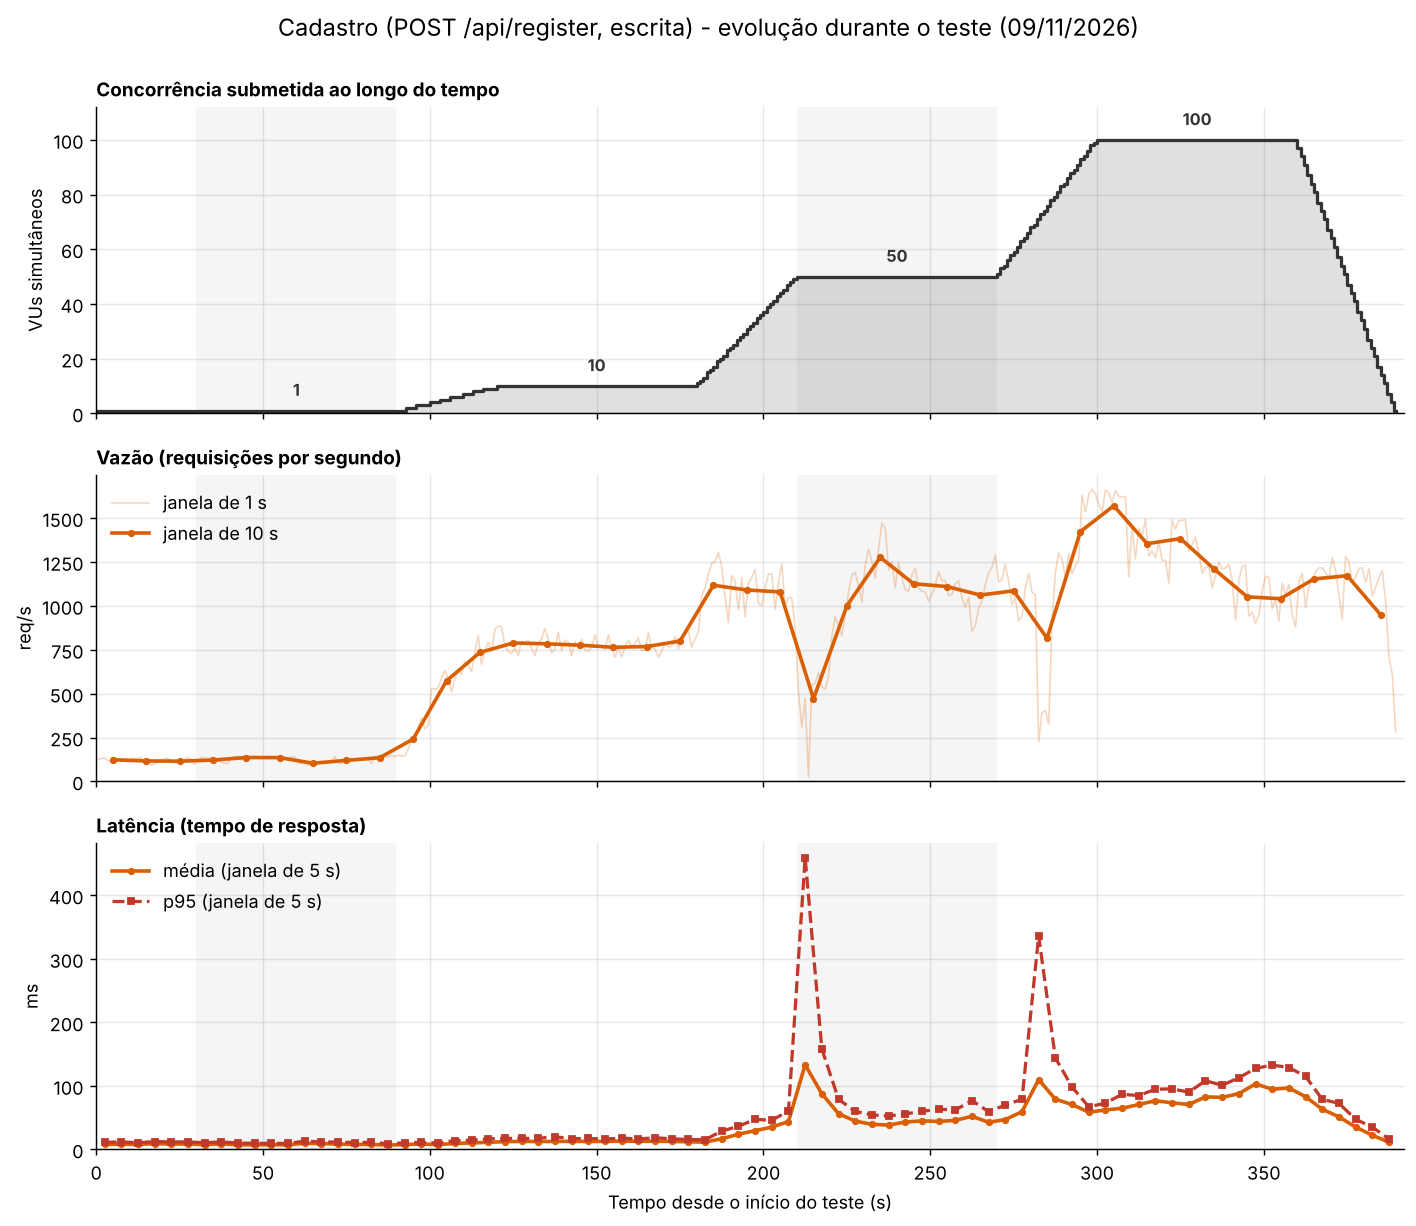 Cadastro (POST /api/register, escrita) - evolução durante o teste (09/11/2026)
Concorrência submetida ao longo do tempo
VUs simultâneos
100
80
60
40
20
0
1
10
50
100
Vazão (requisições por segundo)
req/s
1500
1250
1000
750
500
250
0
janela de 1 s
janela de 10 s
Latência (tempo de resposta)
ms
400
300
200
100
0
média (janela de 5 s)
p95 (janela de 5 s)
0 50 100 150 200 250 300 350
Tempo desde o início do teste (s)